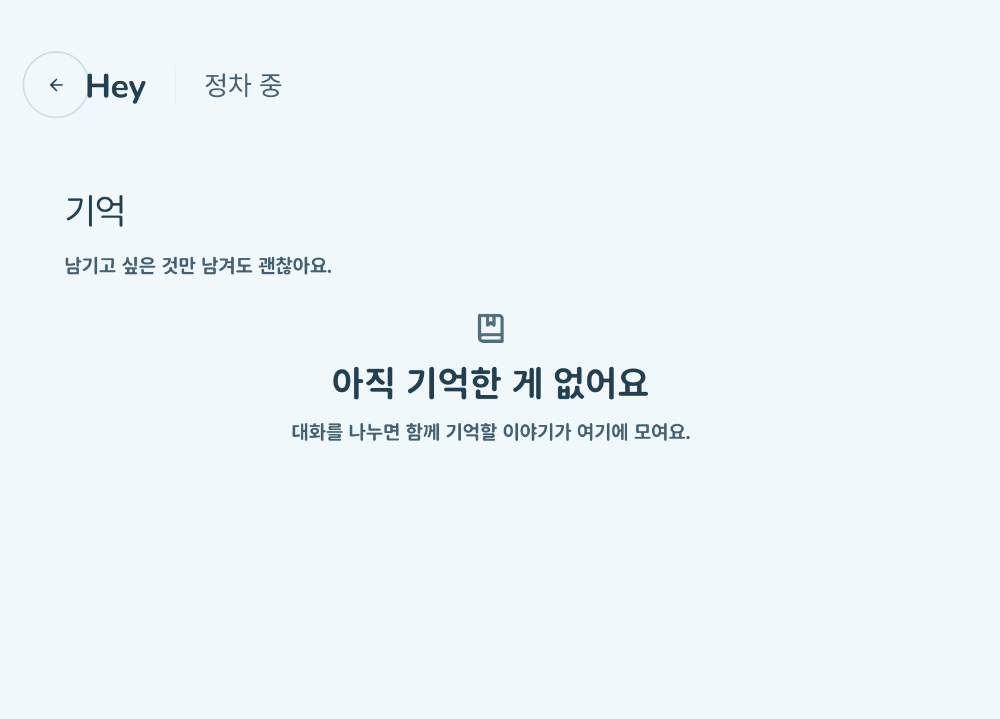 Hey
정차 중
기억
남기고 싶은 것만 남겨도 괜찮아요.
아직 기억한 게 없어요
대화를 나누면 함께 기억할 이야기가 여기에 모여요.